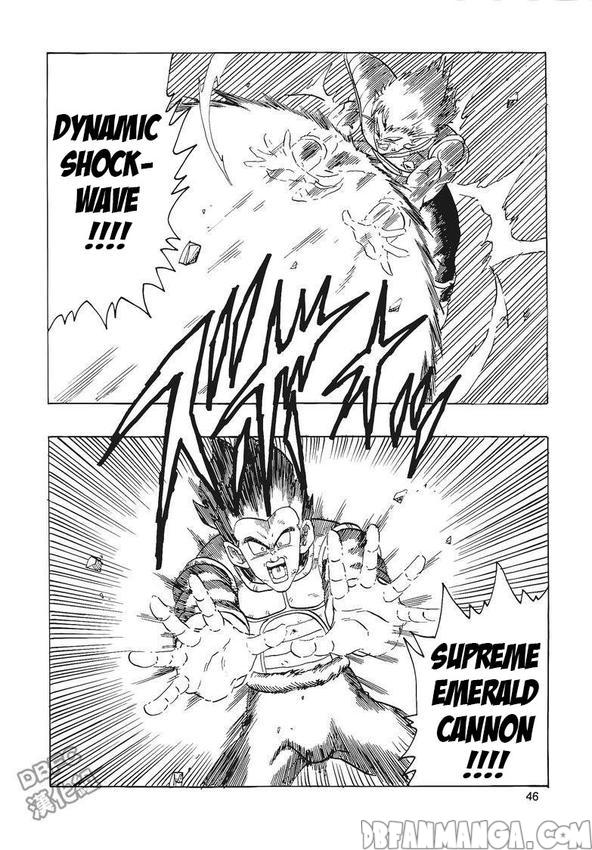 DYNAMIC
SHOCK-
WAVE
!!!!
SUPREME
EMERALD
CANNON
!!!!
46
DBFANMANGA.COM